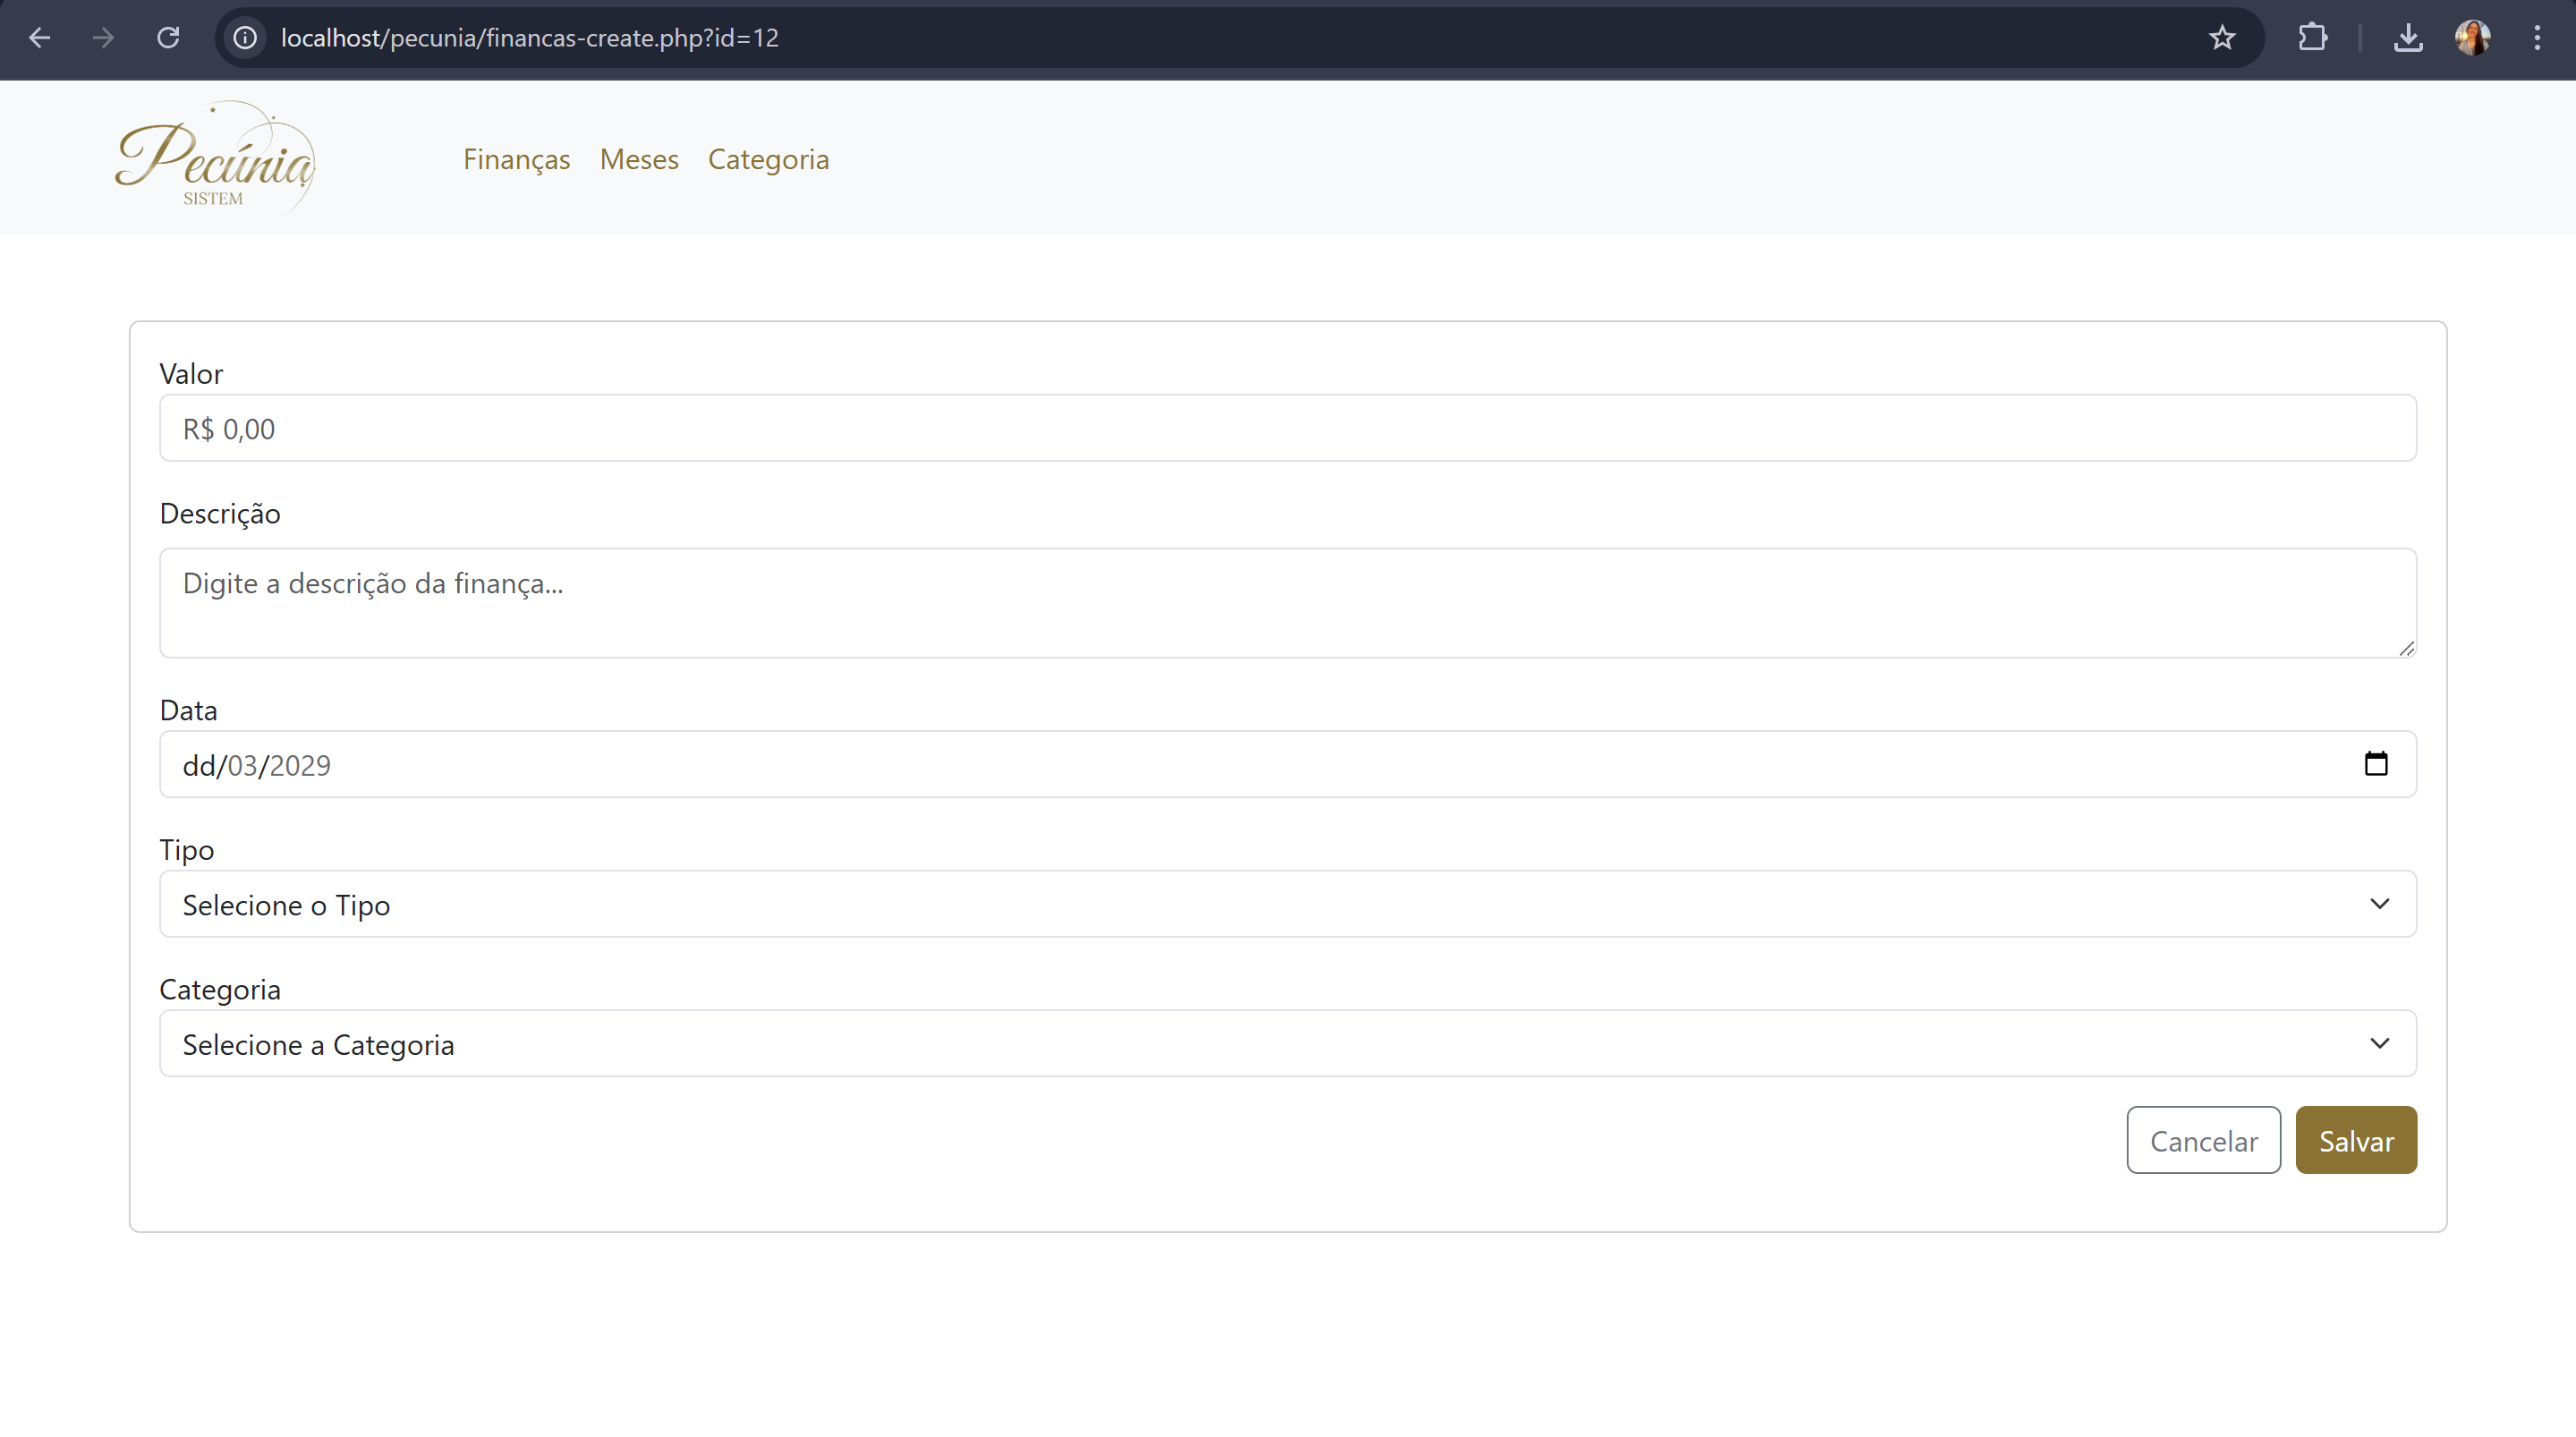 localhost/pecunia/financas-create.php?id=12
Pecúnia
SISTEM
Finanças Meses Categoria
Valor
R$ 0,00
Descrição
Digite a descrição da finança...
Data
dd/03/2029
Tipo
Selecione o Tipo
Categoria
Selecione a Categoria
Cancelar Salvar